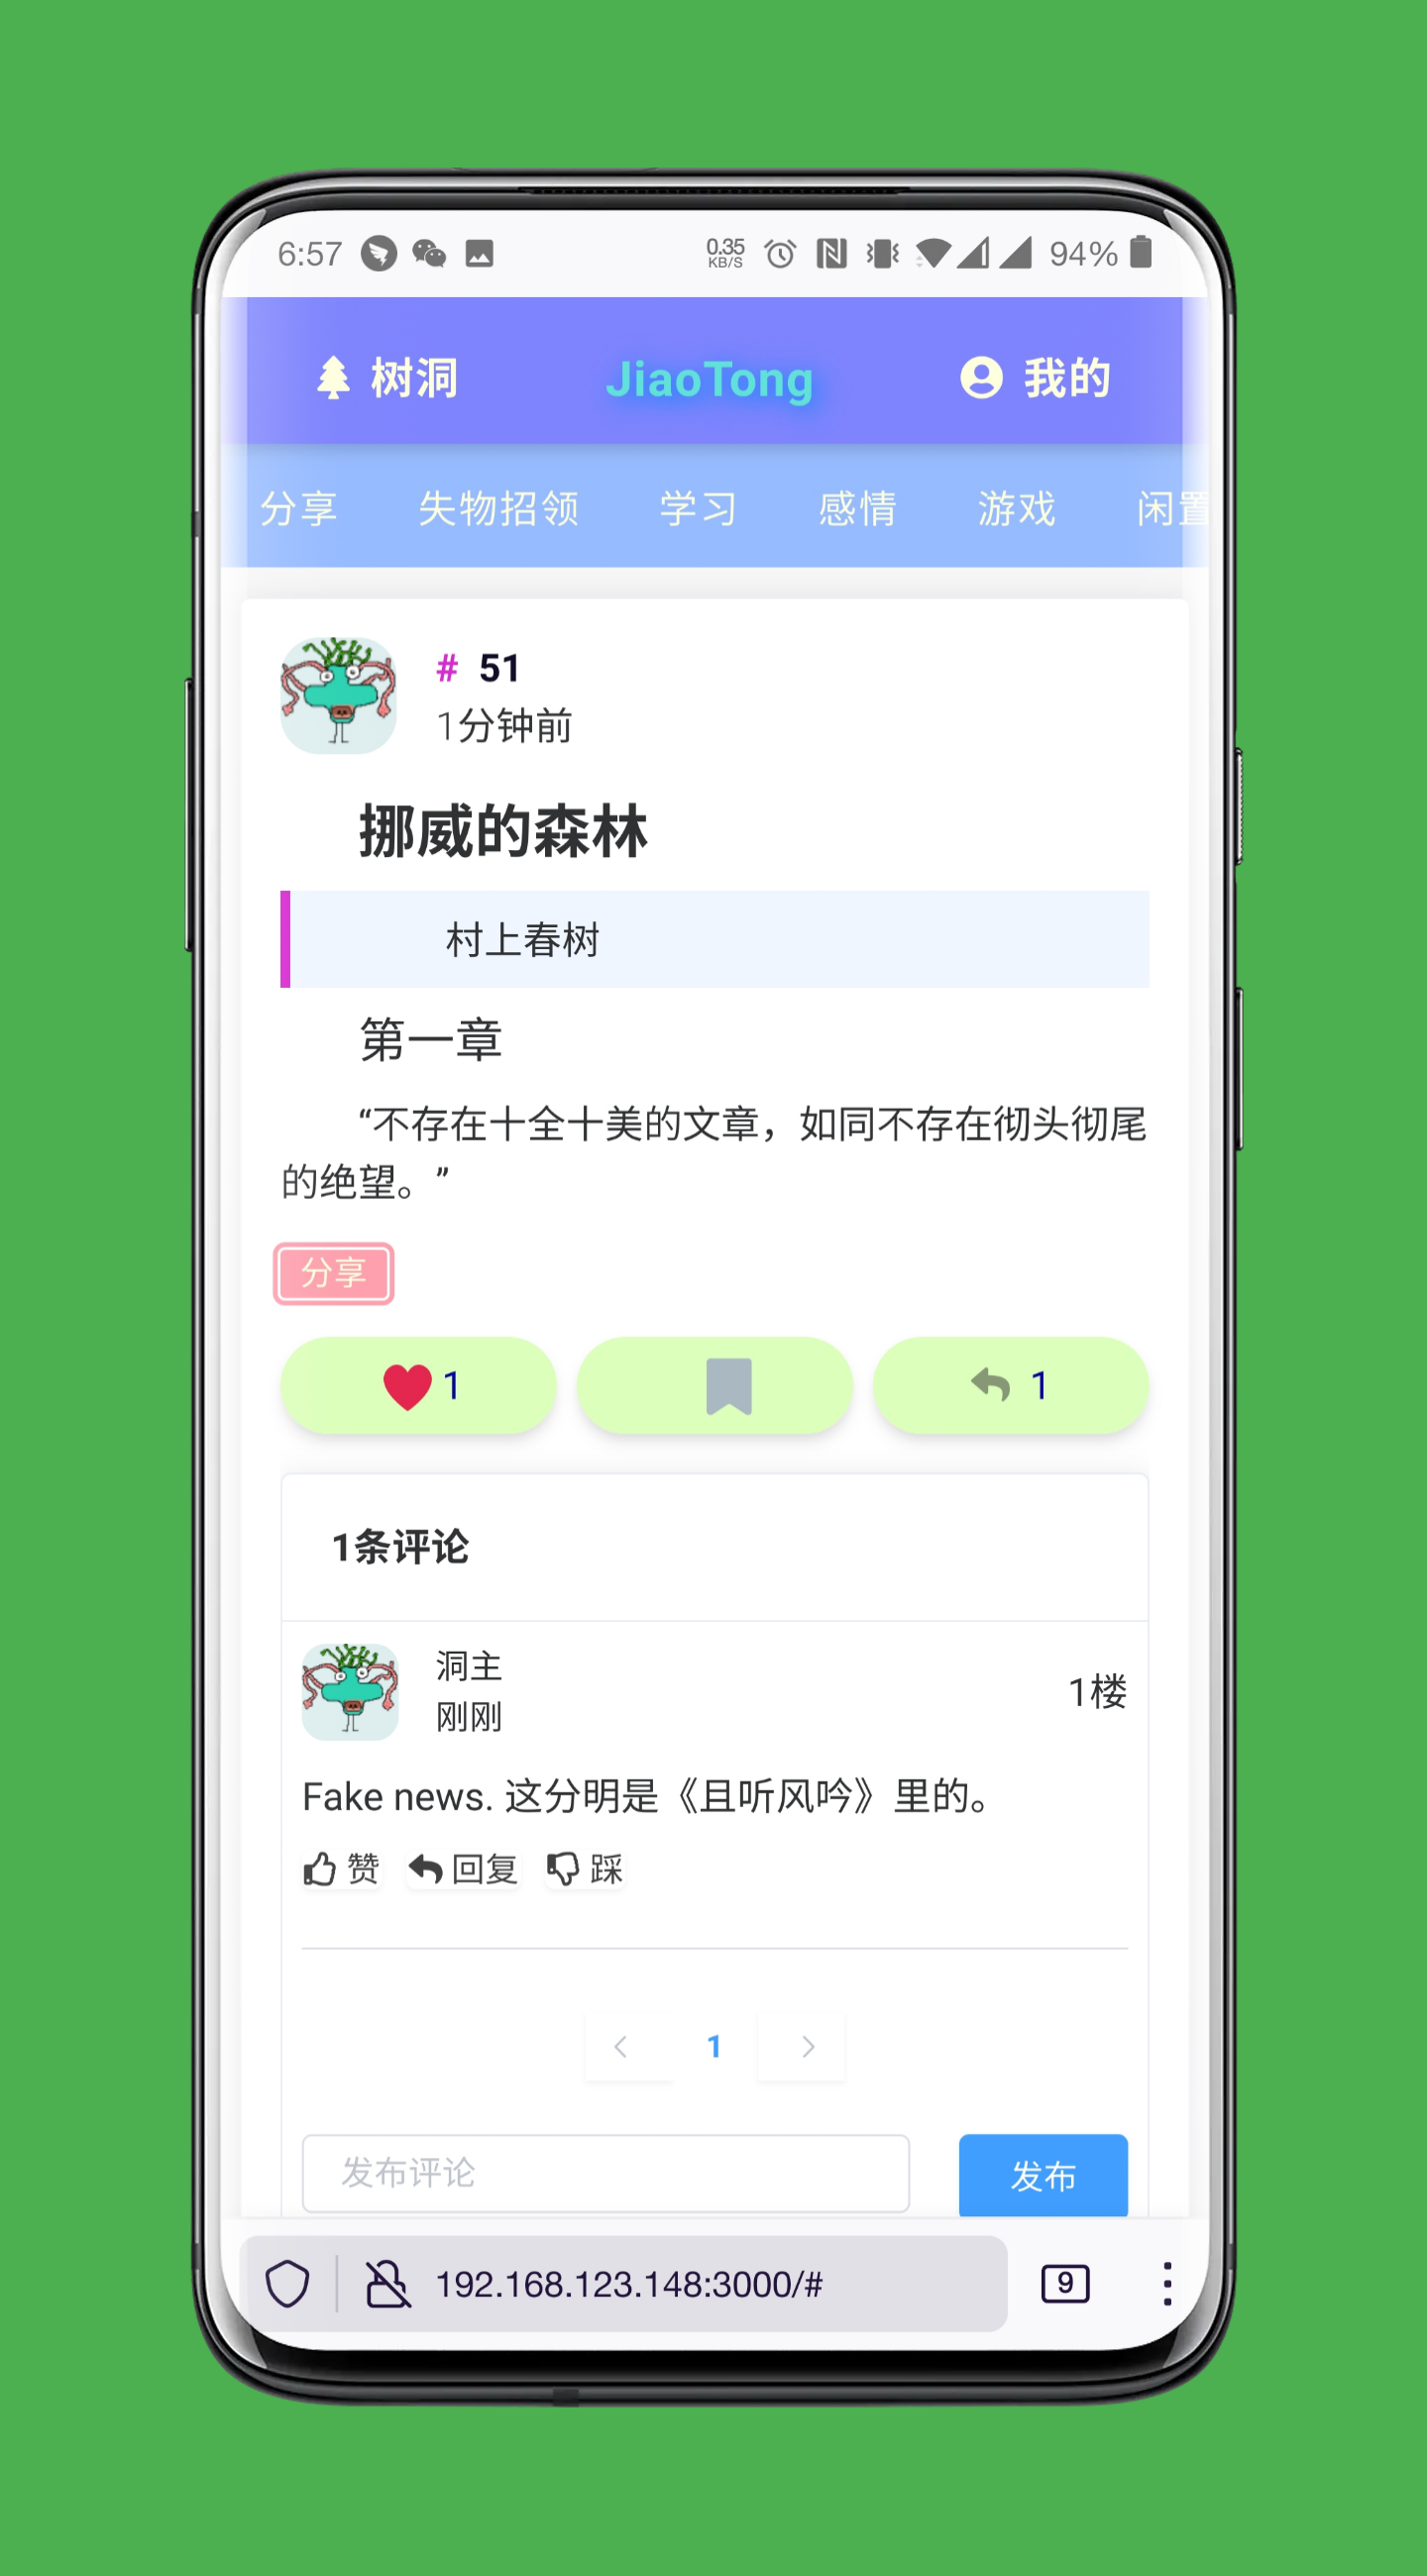 6:57 0.35 KB/S 94%
树洞 JiaoTong 我的
分享 失物招领 学习 感情 游戏 闲置
# 51
1分钟前
挪威的森林
村上春树
第一章
“不存在十全十美的文章，如同不存在彻头彻尾
的绝望。”
分享
1 1
1条评论
洞主
刚刚
1楼
Fake news. 这分明是《且听风吟》里的。
赞 回复 踩
1
发布评论 发布
192.168.123.148:3000/# 9